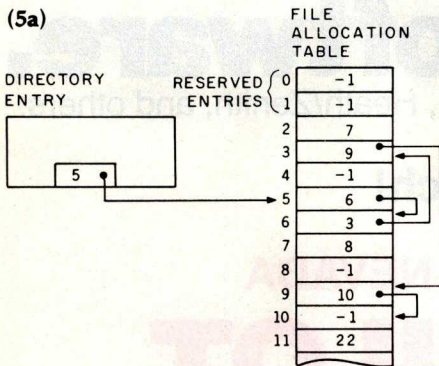 (5a)
FILE
ALLOCATION
TABLE
DIRECTORY
ENTRY
RESERVED
ENTRIES
5
0 -1
1 -1
2 7
3 9
4 -1
5 6
6 3
7 8
8 -1
9 10
10 -1
11 22